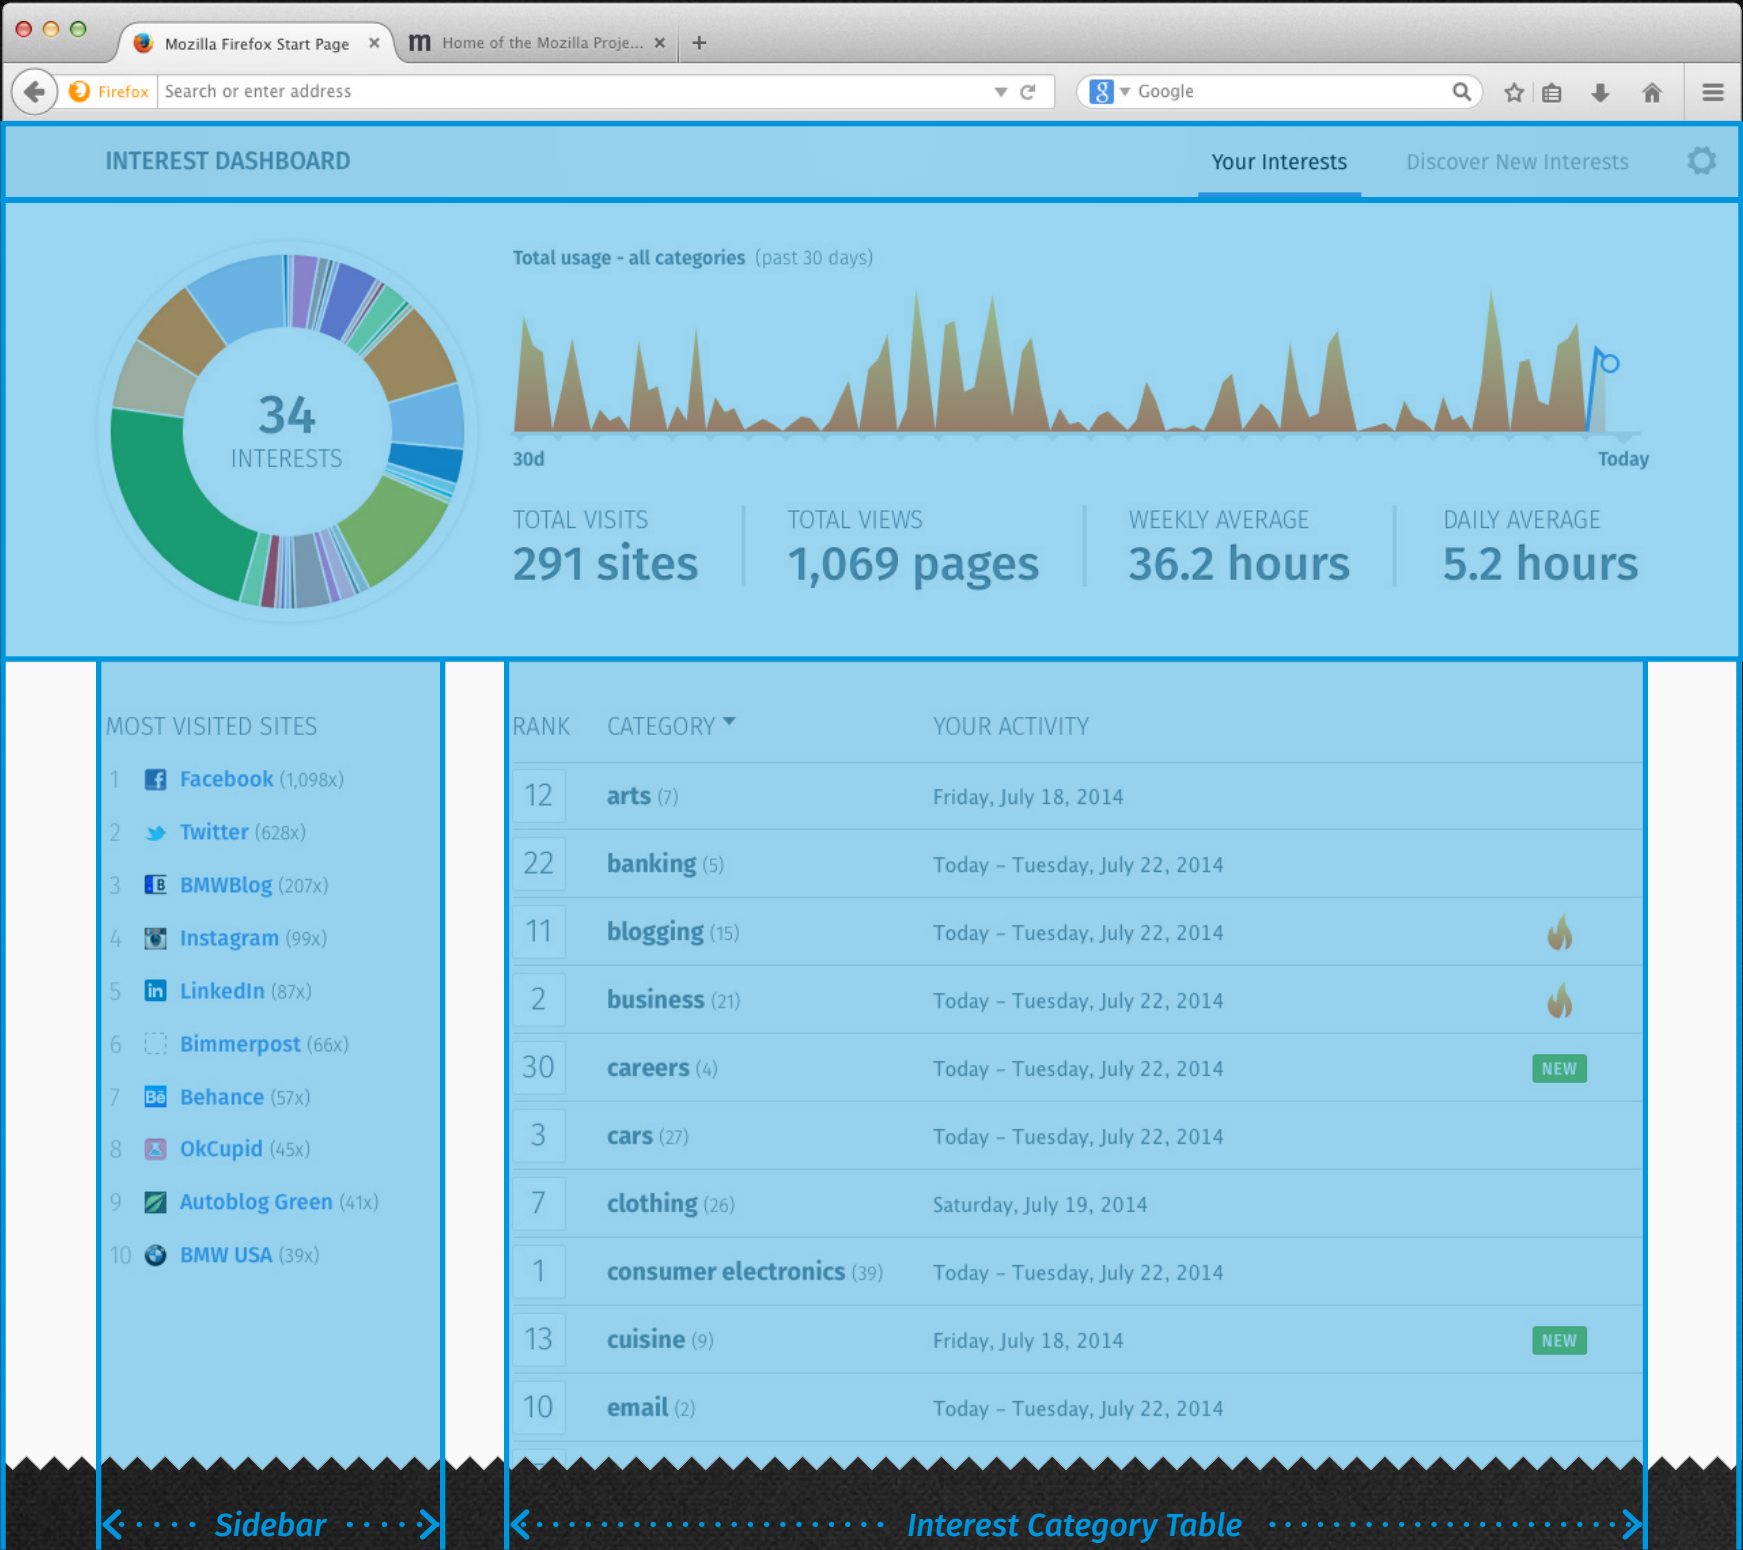 Mozilla Firefox Start Page
Home of the Mozilla Proje...
Firefox
Search or enter address
Google
INTEREST DASHBOARD
Your Interests
Discover New Interests
34
INTERESTS
Total usage - all categories (past 30 days)
30d
Today
TOTAL VISITS
291 sites
TOTAL VIEWS
1,069 pages
WEEKLY AVERAGE
36.2 hours
DAILY AVERAGE
5.2 hours
MOST VISITED SITES
1 Facebook (1,098x)
2 Twitter (628x)
3 BMWBlog (207x)
4 Instagram (99x)
5 LinkedIn (87x)
6 Bimmerpost (66x)
7 Behance (57x)
8 OkCupid (45x)
9 Autoblog Green (41x)
10 BMW USA (39x)
RANK CATEGORY YOUR ACTIVITY
12 arts (7) Friday, July 18, 2014
22 banking (5) Today – Tuesday, July 22, 2014
11 blogging (15) Today – Tuesday, July 22, 2014
2 business (21) Today – Tuesday, July 22, 2014
30 careers (4) Today – Tuesday, July 22, 2014 NEW
3 cars (27) Today – Tuesday, July 22, 2014
7 clothing (26) Saturday, July 19, 2014
1 consumer electronics (39) Today – Tuesday, July 22, 2014
13 cuisine (9) Friday, July 18, 2014 NEW
10 email (2) Today – Tuesday, July 22, 2014
Sidebar
Interest Category Table